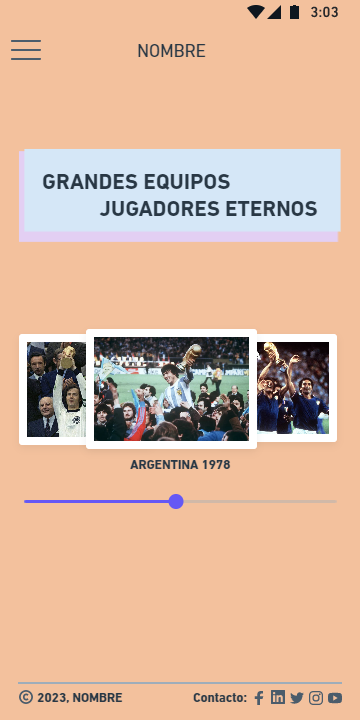 3:03
NOMBRE
GRANDES EQUIPOS
JUGADORES ETERNOS
ARGENTINA 1978
© 2023, NOMBRE
Contacto: